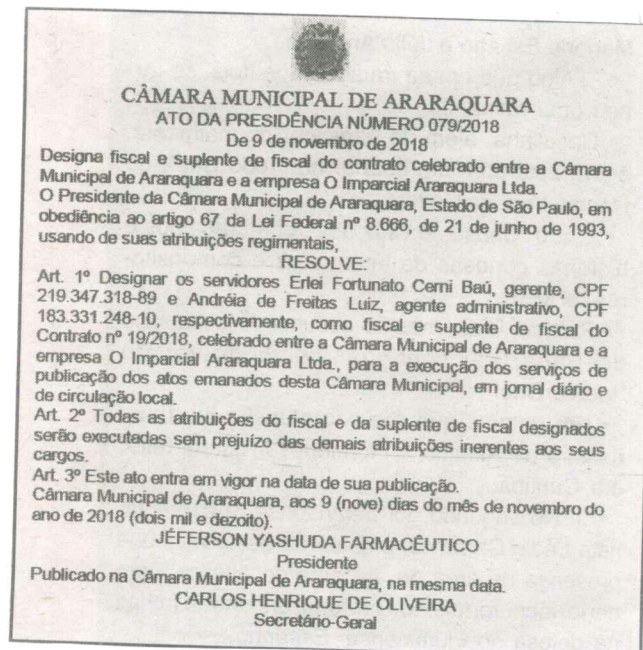 CÂMARA MUNICIPAL DE ARARAQUARA
ATO DA PRESIDÊNCIA NÚMERO 079/2018
De 9 de novembro de 2018
Designa fiscal e suplente de fiscal do contrato celebrado entre a Câmara
Municipal de Araraquara e a empresa O Imparcial Araraquara Ltda.
O Presidente da Câmara Municipal de Araraquara, Estado de São Paulo, em
obediência ao artigo 67 da Lei Federal nº 8.666, de 21 de junho de 1993,
usando de suas atribuições regimentais,
RESOLVE:
Art. 1º Designar os servidores Erlei Fortunato Cerni Baú, gerente, CPF
219.347.318-89 e Andréia de Freitas Luiz, agente administrativo, CPF
183.331.248-10, respectivamente, como fiscal e suplente de fiscal do
Contrato nº 19/2018, celebrado entre a Câmara Municipal de Araraquara e a
empresa O Imparcial Araraquara Ltda., para a execução dos serviços de
publicação dos atos emanados desta Câmara Municipal, em jornal diário e
de circulação local.
Art. 2º Todas as atribuições do fiscal e da suplente de fiscal designados
serão executadas sem prejuízo das demais atribuições inerentes aos seus
cargos.
Art. 3º Este ato entra em vigor na data de sua publicação.
Câmara Municipal de Araraquara, aos 9 (nove) dias do mês de novembro do
ano de 2018 (dois mil e dezoito).
JÉFERSON YASHUDA FARMACÊUTICO
Presidente
Publicado na Câmara Municipal de Araraquara, na mesma data.
CARLOS HENRIQUE DE OLIVEIRA
Secretário-Geral